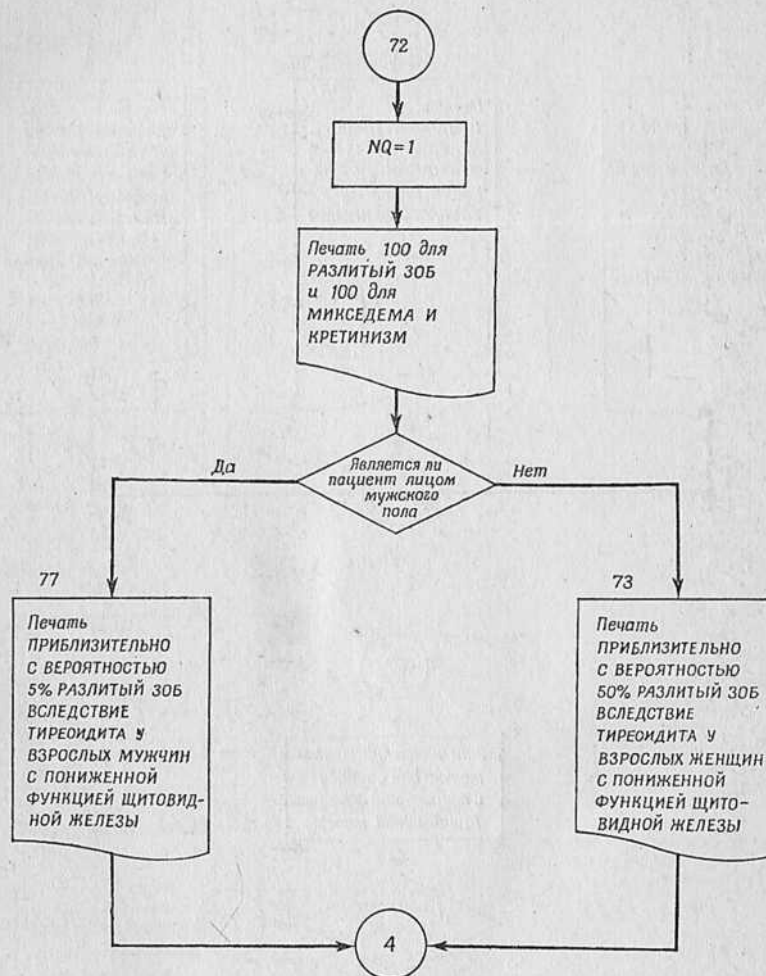 72
NQ=1
Печать 100 для
РАЗЛИТЫЙ ЗОБ
и 100 для
МИКСЕДЕМА И
КРЕТИНИЗМ
Является ли
пациент лицом
мужского
пола
Да
Нет
77
Печать
ПРИБЛИЗИТЕЛЬНО
С ВЕРОЯТНОСТЬЮ
5% РАЗЛИТЫЙ ЗОБ
ВСЛЕДСТВИЕ
ТИРЕОИДИТА У
ВЗРОСЛЫХ МУЖЧИН
С ПОНИЖЕННОЙ
ФУНКЦИЕЙ ЩИТОВИД-
НОЙ ЖЕЛЕЗЫ
73
Печать
ПРИБЛИЗИТЕЛЬНО
С ВЕРОЯТНОСТЬЮ
50% РАЗЛИТЫЙ ЗОБ
ВСЛЕДСТВИЕ
ТИРЕОИДИТА У
ВЗРОСЛЫХ ЖЕНЩИН
С ПОНИЖЕННОЙ
ФУНКЦИЕЙ ЩИТО-
ВИДНОЙ ЖЕЛЕЗЫ
4